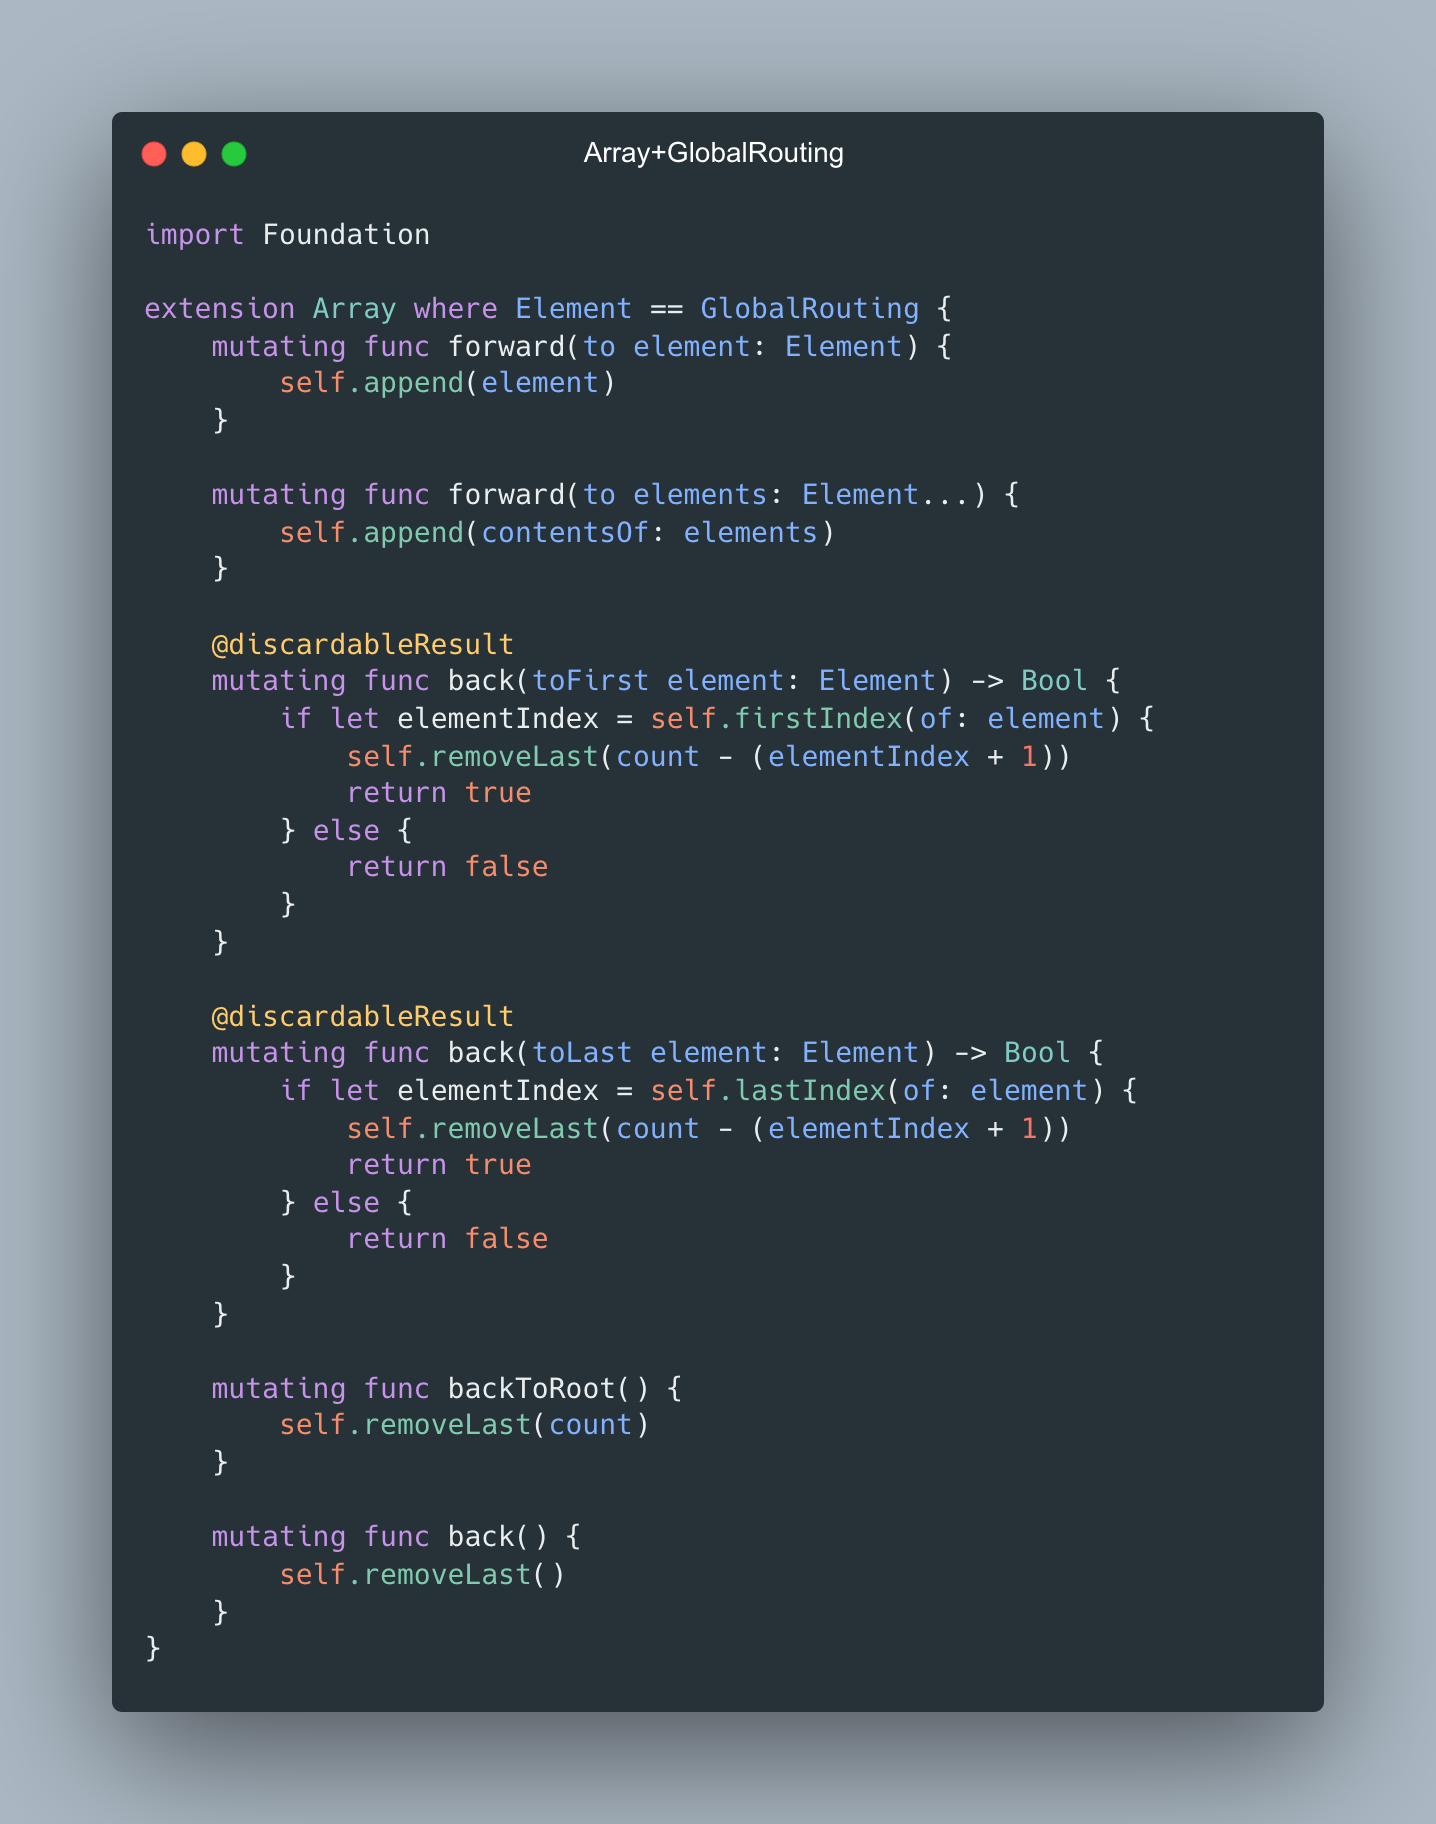 Array+GlobalRouting
import Foundation
extension Array where Element == GlobalRouting {
    mutating func forward(to element: Element) {
        self.append(element)
    }
    mutating func forward(to elements: Element...) {
        self.append(contentsOf: elements)
    }
    @discardableResult
    mutating func back(toFirst element: Element) -> Bool {
        if let elementIndex = self.firstIndex(of: element) {
            self.removeLast(count - (elementIndex + 1))
            return true
        } else {
            return false
        }
    }
    @discardableResult
    mutating func back(toLast element: Element) -> Bool {
        if let elementIndex = self.lastIndex(of: element) {
            self.removeLast(count - (elementIndex + 1))
            return true
        } else {
            return false
        }
    }
    mutating func backToRoot() {
        self.removeLast(count)
    }
    mutating func back() {
        self.removeLast()
    }
}